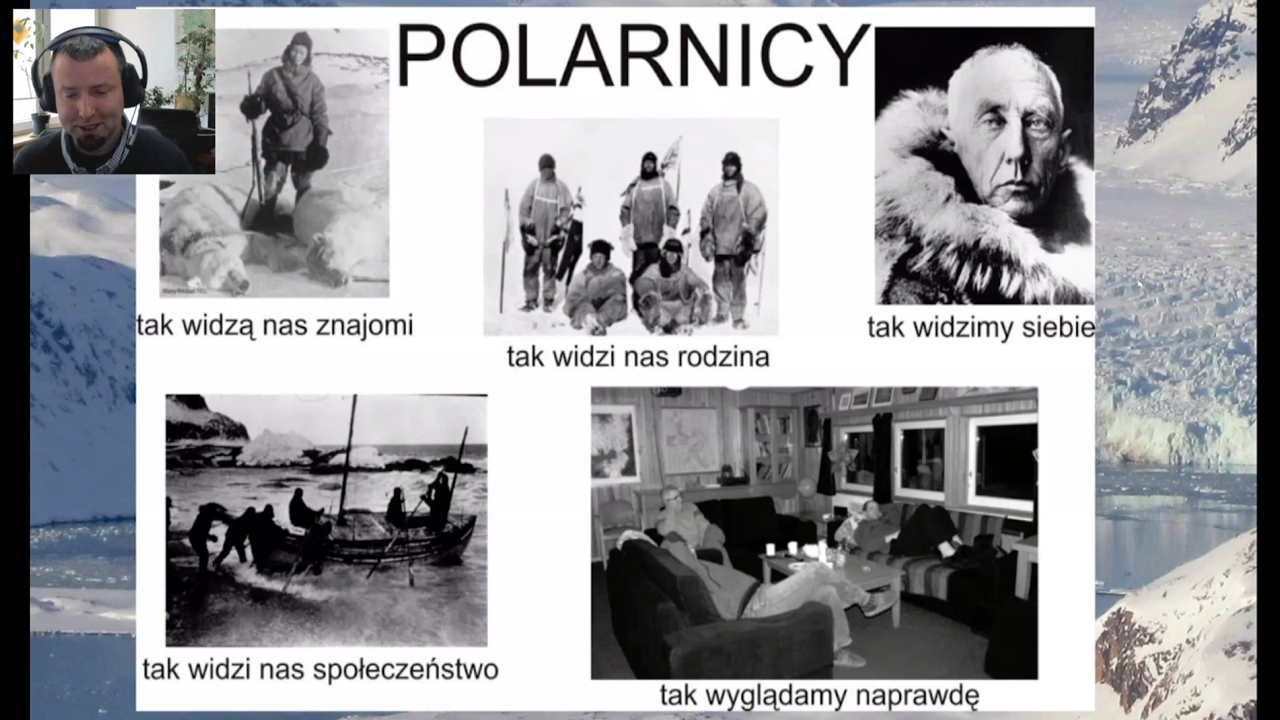 POLARNICY
tak widzą nas znajomi
tak widzi nas rodzina
tak widzimy siebie
tak widzi nas społeczeństwo
tak wyglądamy naprawdę